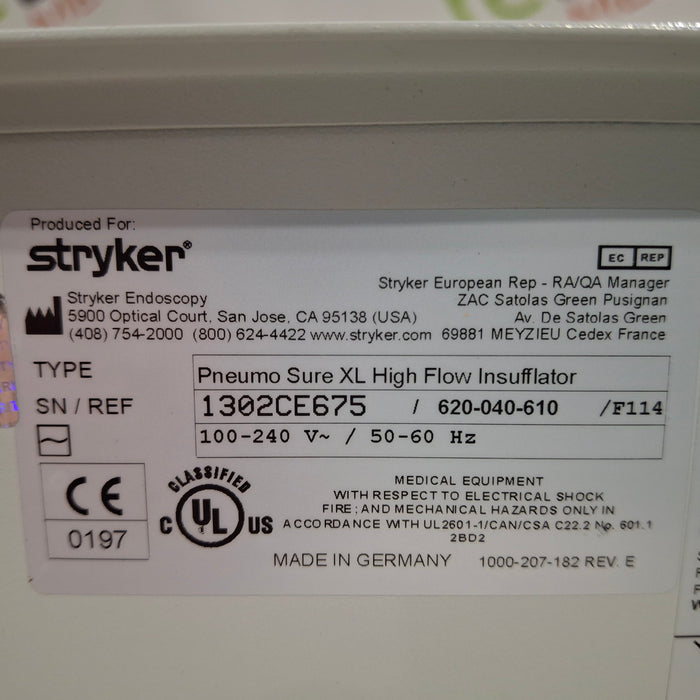 Produced For:
stryker®
EC REP
Stryker European Rep - RA/QA Manager
ZAC Satolas Green Pusignan
Av. De Satolas Green
69881 MEYZIEU Cedex France
Stryker Endoscopy
5900 Optical Court, San Jose, CA 95138 (USA)
(408) 754-2000 (800) 624-4422 www.stryker.com
TYPE Pneumo Sure XL High Flow Insufflator
SN / REF 1302CE675 / 620-040-610 /F114
100-240 V~ / 50-60 Hz
CE
0197
CLASSIFIED
C UL US
MEDICAL EQUIPMENT
WITH RESPECT TO ELECTRICAL SHOCK
FIRE; AND MECHANICAL HAZARDS ONLY IN
ACCORDANCE WITH UL2601-1/CAN/CSA C22.2 No. 601.1
2BD2
MADE IN GERMANY 1000-207-182 REV. E